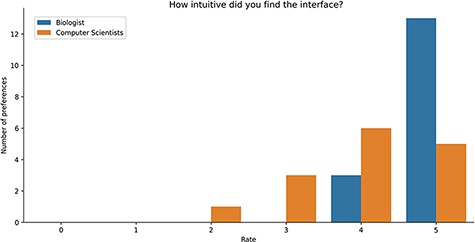 How intuitive did you find the interface?
Biologist
Computer Scientists
Number of preferences
12
10
8
6
4
2
0
0 1 2 3 4 5
Rate